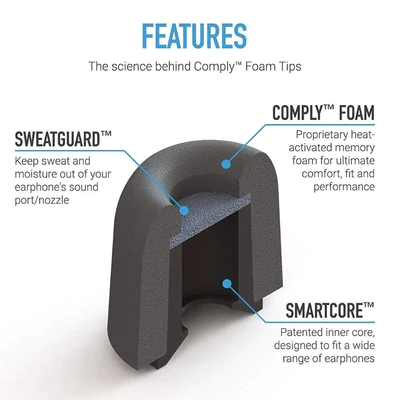 FEATURES
The science behind Comply™ Foam Tips
COMPLY™ FOAM
Proprietary heat-
activated memory
foam for ultimate
comfort, fit and
performance
SWEATGUARD™
Keep sweat and
moisture out of your
earphone's sound
port/nozzle
SMARTCORE™
Patented inner core,
designed to fit a wide
range of earphones